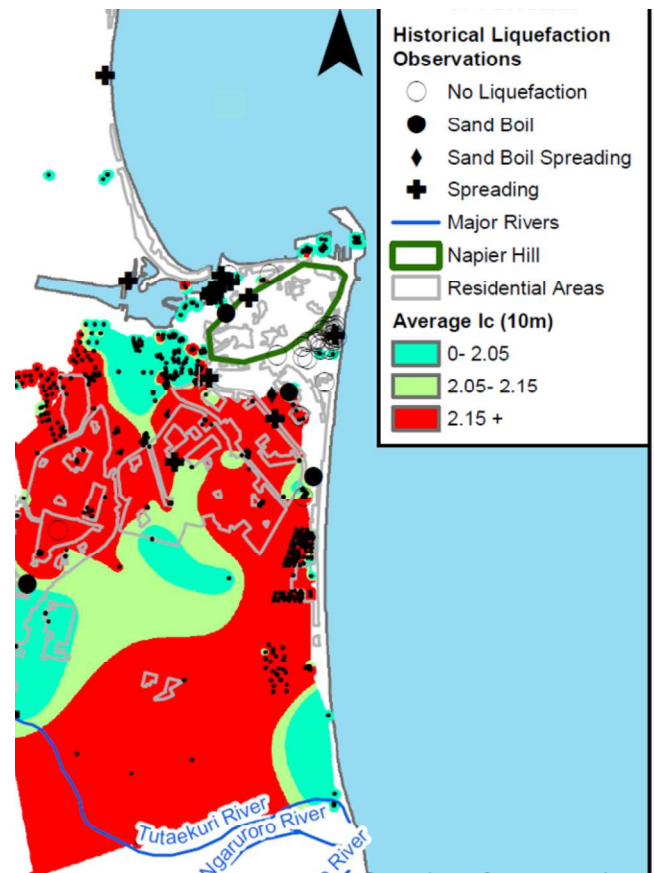 Historical Liquefaction
Observations
No Liquefaction
Sand Boil
Sand Boil Spreading
Spreading
Major Rivers
Napier Hill
Residential Areas
Average Ic (10m)
0- 2.05
2.05- 2.15
2.15 +
Tutaekuri River
Ngaruroro River
River